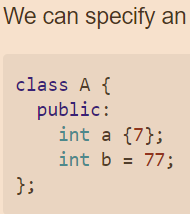 We can specify an
class A {
  public:
    int a {7};
    int b = 77;
};